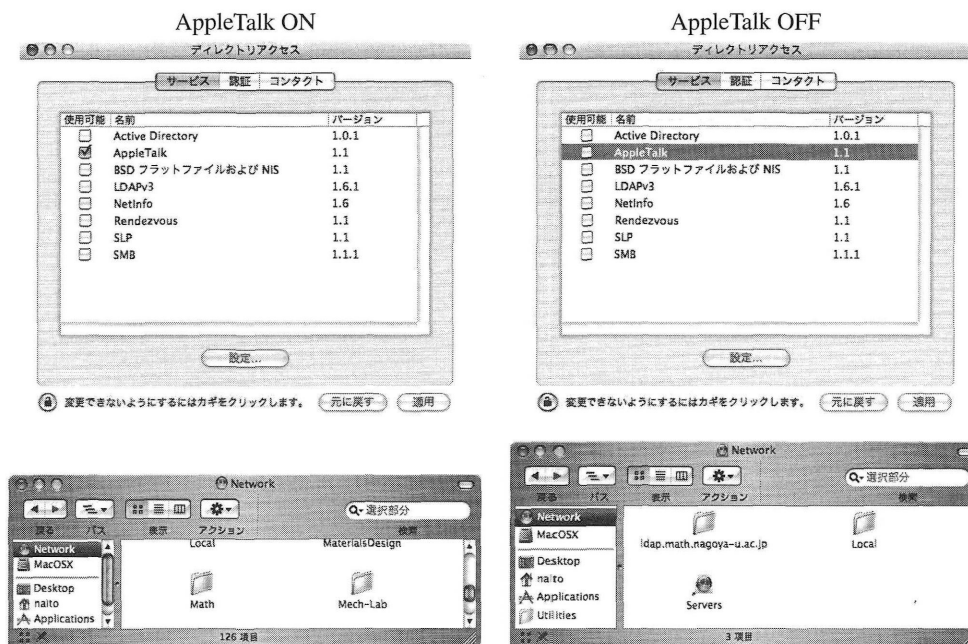 AppleTalk ON
ディレクトリアクセス
サービス 認証 コンタクト
使用可能 名前 バージョン
Active Directory 1.0.1
AppleTalk 1.1
BSD フラットファイルおよび NIS 1.1
LDAPv3 1.6.1
NetInfo 1.6
Rendezvous 1.1
SLP 1.1
SMB 1.1.1
設定...
変更できないようにするにはカギをクリックします。 元に戻す 適用
Network
選択部分
戻る パス 表示 アクション 検索
Network
MacOSX
Desktop
naito
Applications
Local MaterialsDesign
Math Mech-Lab
126 項目
AppleTalk OFF
ディレクトリアクセス
サービス 認証 コンタクト
使用可能 名前 バージョン
Active Directory 1.0.1
AppleTalk 1.1
BSD フラットファイルおよび NIS 1.1
LDAPv3 1.6.1
NetInfo 1.6
Rendezvous 1.1
SLP 1.1
SMB 1.1.1
設定...
変更できないようにするにはカギをクリックします。 元に戻す 適用
Network
選択部分
戻る パス 表示 アクション 検索
Network
MacOSX
Desktop
naito
Applications
Utilities
ldap.math.nagoya-u.ac.jp Local
Servers
3 項目